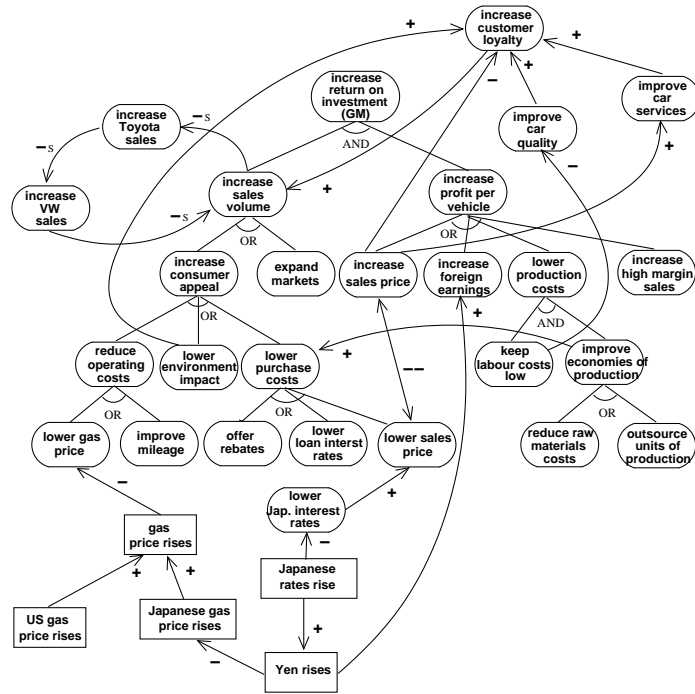 increase
customer
loyalty
+
+
+
+
increase
return on
investment
(GM)
−
increase
Toyota
sales
− S
improve
car
services
improve
car
quality
AND
− S
−
+
increase
VW
sales
increase
sales
volume
+
increase
profit per
vehicle
− S
OR
OR
increase
consumer
appeal
expand
markets
increase
sales price
increase
foreign
earnings
lower
production
costs
increase
high margin
sales
OR
+
AND
reduce
operating
costs
lower
environment
impact
lower
purchase
costs
+
− −
keep
labour costs
low
improve
economies of
production
OR
OR
OR
lower gas
price
improve
mileage
offer
rebates
lower
loan interst
rates
lower sales
price
reduce raw
materials
costs
outsource
units of
production
−
lower
Jap. interest
rates
+
gas
price rises
−
+
+
Japanese
rates rise
US gas
price rises
Japanese gas
price rises
+
−
Yen rises